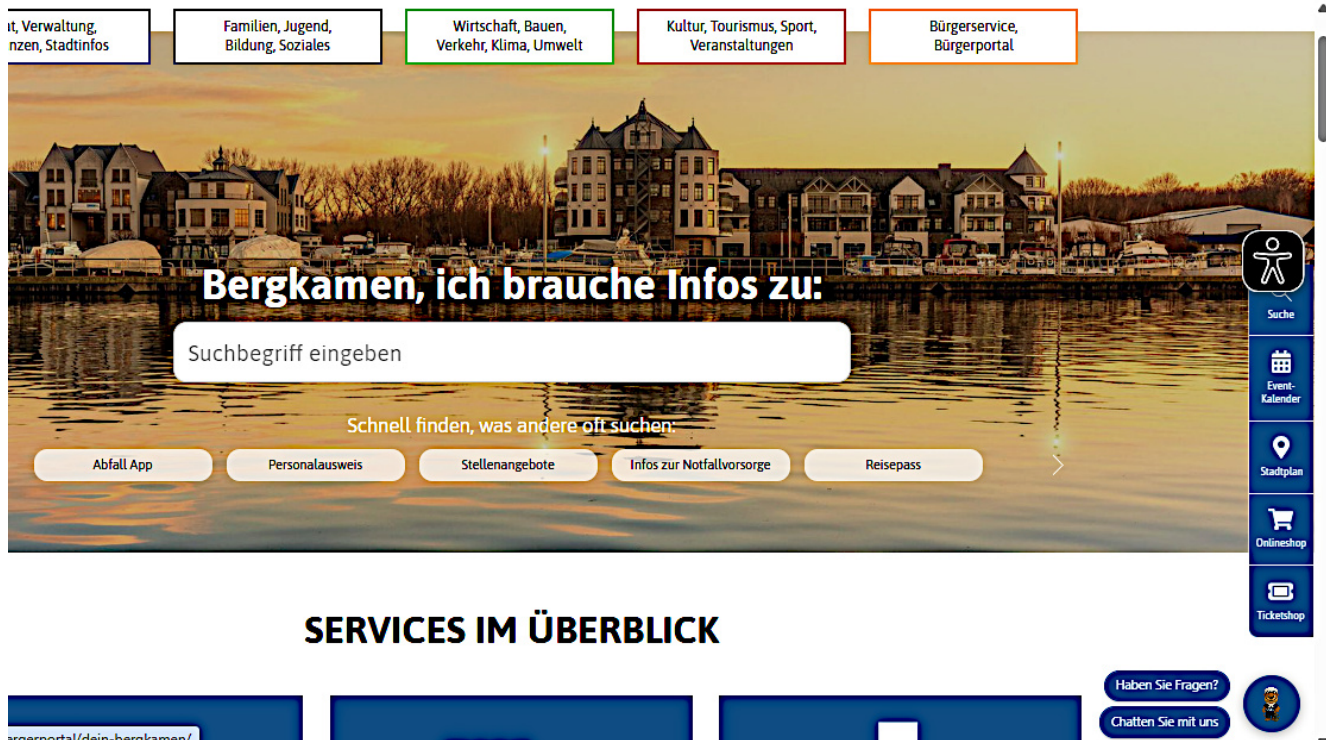 t, Verwaltung,
nzen, Stadtinfos
Familien, Jugend,
Bildung, Soziales
Wirtschaft, Bauen,
Verkehr, Klima, Umwelt
Kultur, Tourismus, Sport,
Veranstaltungen
Bürgerservice,
Bürgerportal
Bergkamen, ich brauche Infos zu:
Suchbegriff eingeben
Schnell finden, was andere oft suchen:
Abfall App
Personalausweis
Stellenangebote
Infos zur Notfallvorsorge
Reisepass
Suche
Event-
Kalender
Stadtplan
Onlineshop
Ticketshop
SERVICES IM ÜBERBLICK
Haben Sie Fragen?
Chatten Sie mit uns
ergerportal/dein-bergkamen/